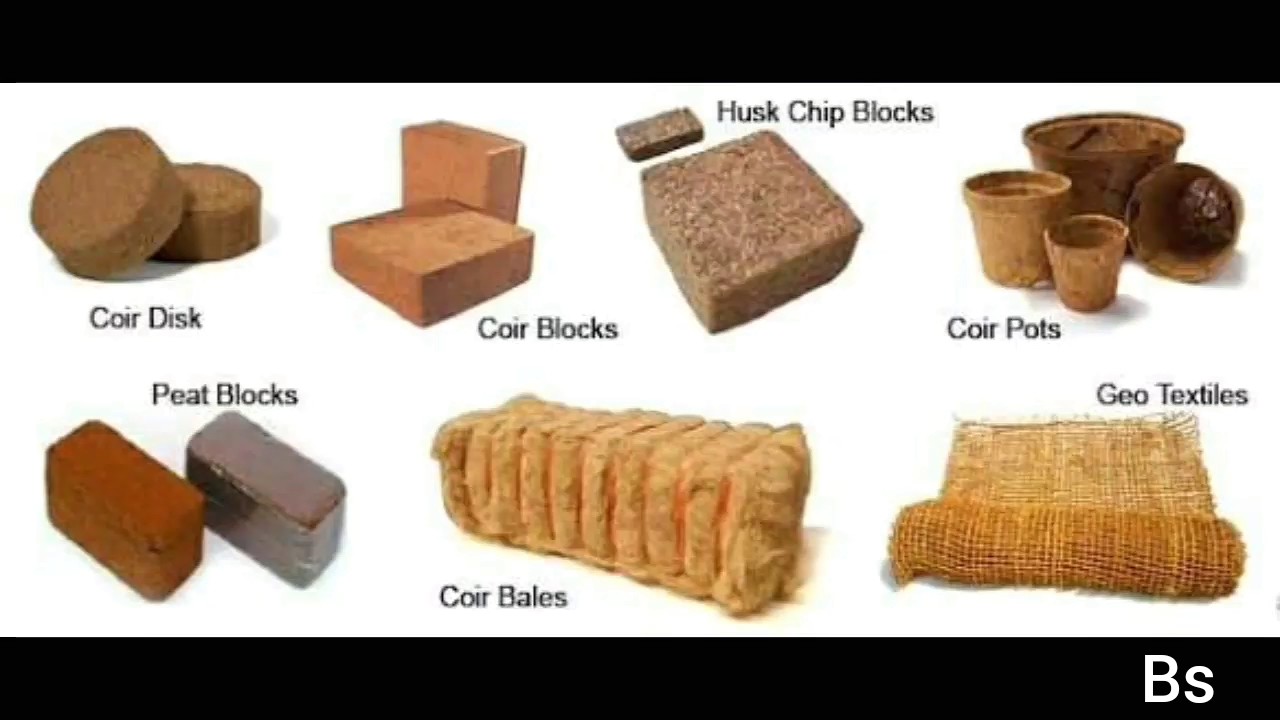 Husk Chip Blocks
Coir Disk
Coir Blocks
Coir Pots
Peat Blocks
Geo Textiles
Coir Bales
Bs